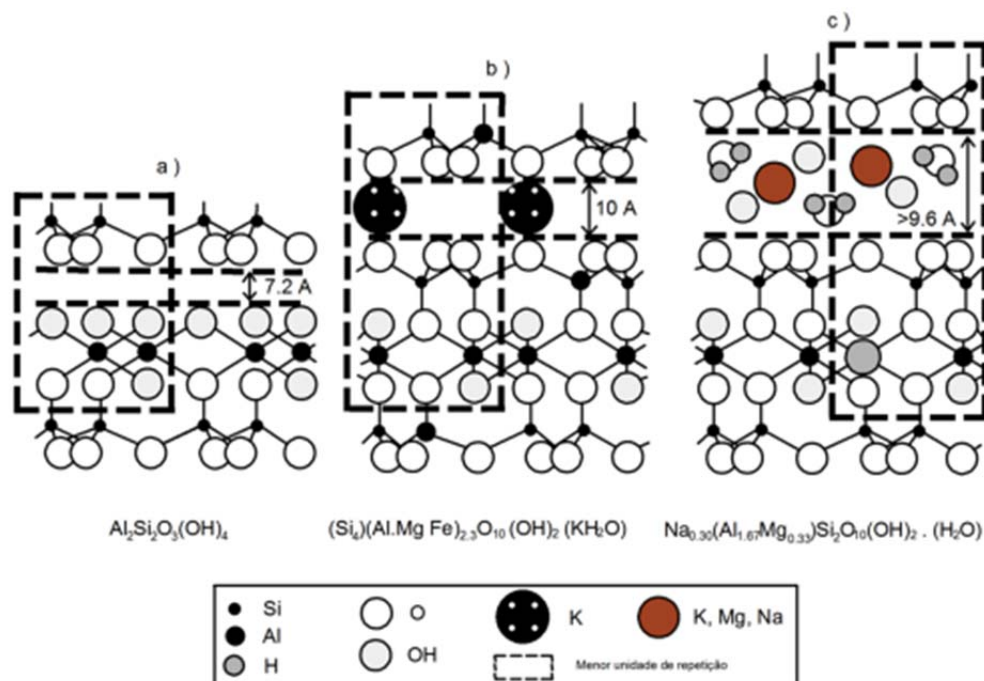 a )
b )
c )
7.2 A
10 A
>9.6 A
Al₂Si₂O₃(OH)₄
(Si₄)(Al.Mg Fe)₂.₃O₁₀(OH)₂(KH₂O)
Na₀.₃₀(Al₁.₆₇Mg₀.₃₃)Si₂O₁₀(OH)₂ . (H₂O)
Si
Al
H
O
OH
K
K, Mg, Na
Menor unidade de repetição